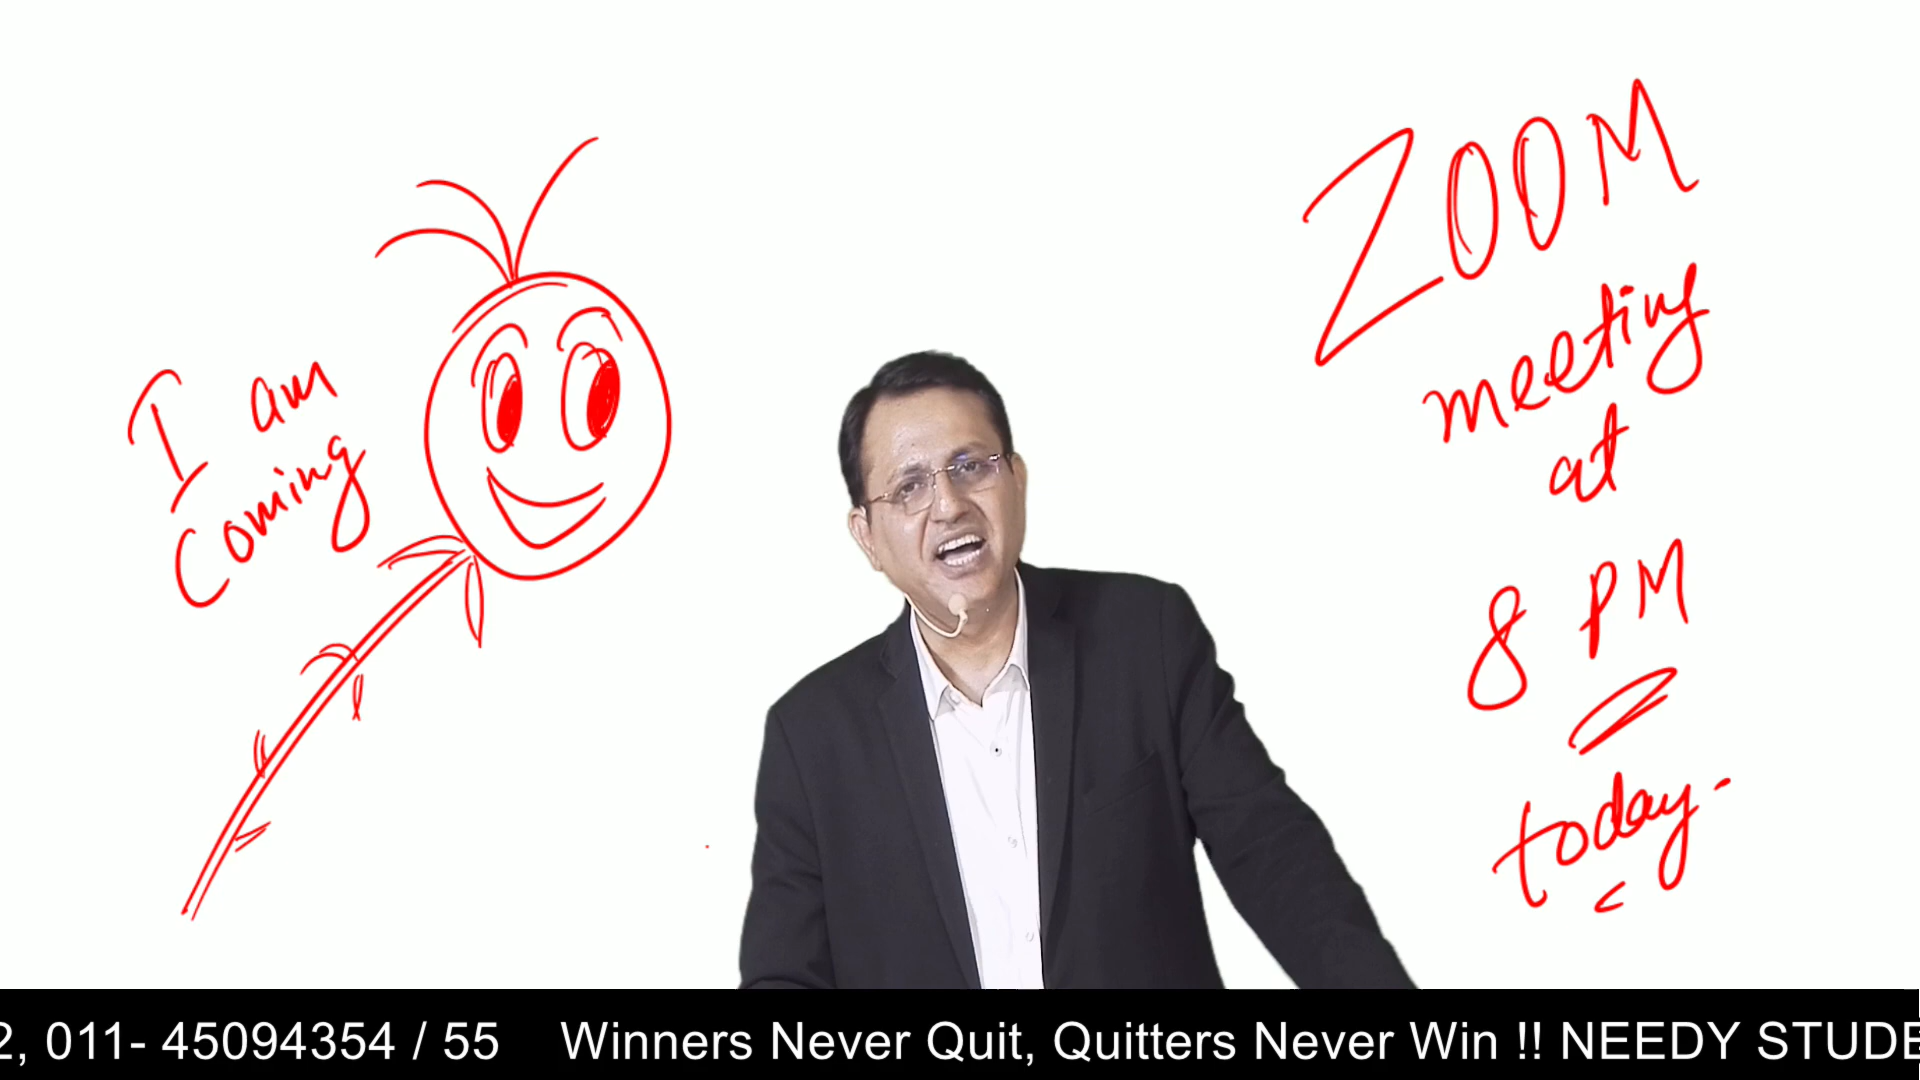 I am
Coming
ZOOM
meeting
at
8 PM
today.
2, 011- 45094354 / 55 Winners Never Quit, Quitters Never Win !! NEEDY STUDE